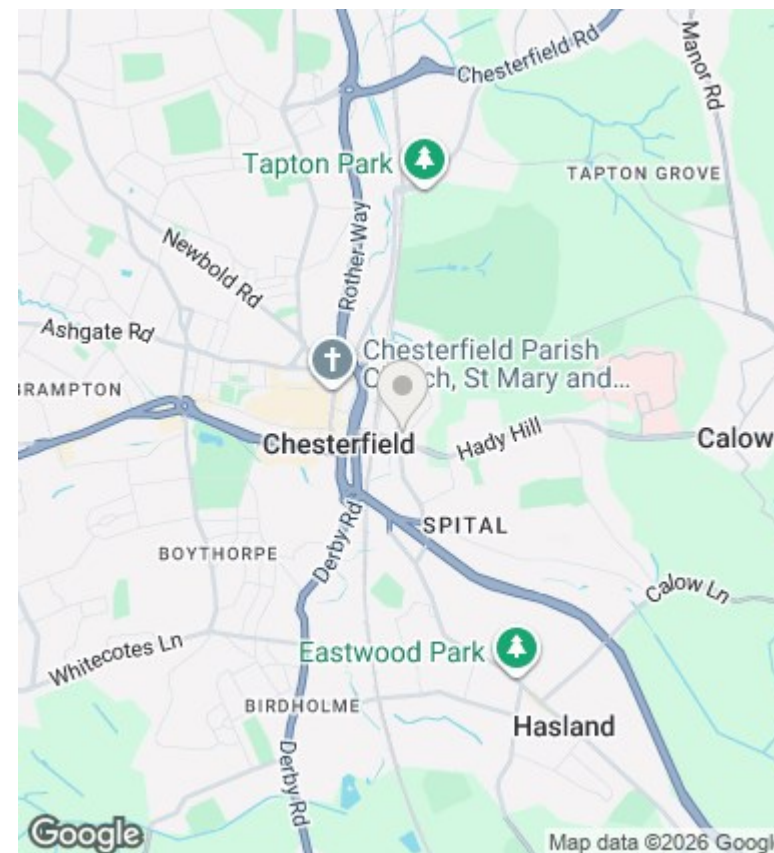 Chesterfield Rd
Manor Rd
Tapton Park
TAPTON GROVE
Rother Way
Newbold Rd
Ashgate Rd
Chesterfield Parish
Church, St Mary and...
BRAMPTON
Chesterfield
Hady Hill
Calow
SPITAL
Derby Rd
BOYTHORPE
Calow Ln
Whitecotes Ln
Eastwood Park
BIRDHOLME
Hasland
Derby Rd
Google
Map data ©2026 Google